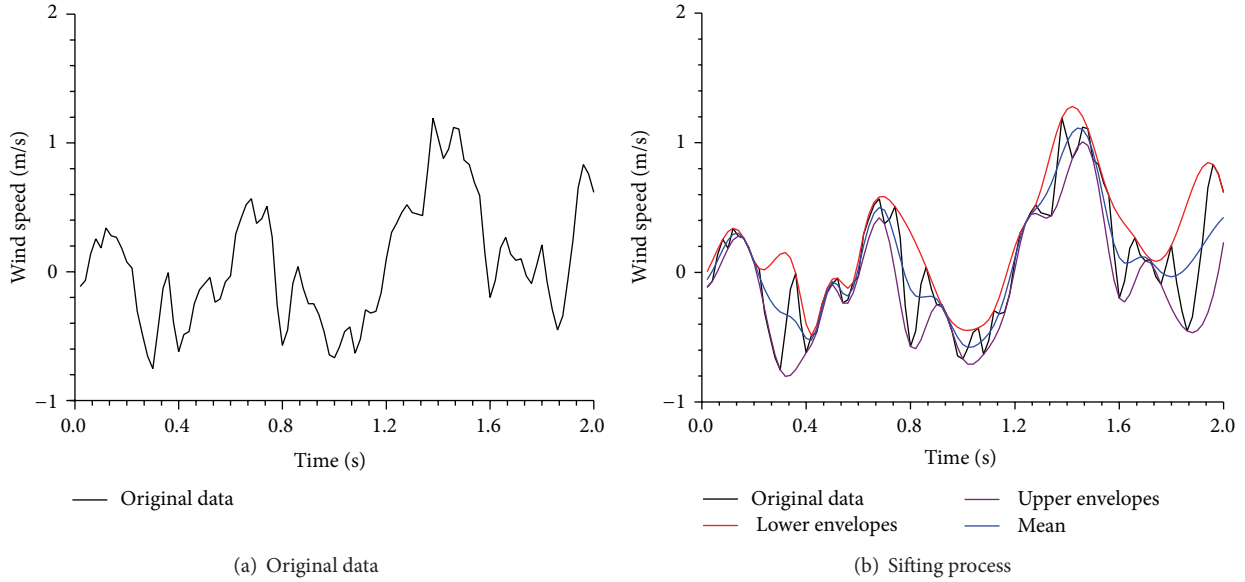 2
1
0
−1
Wind speed (m/s)
0.0 0.4 0.8 1.2 1.6 2.0
Time (s)
Original data
(a) Original data
2
1
0
−1
Wind speed (m/s)
0.0 0.4 0.8 1.2 1.6 2.0
Time (s)
Original data Upper envelopes
Lower envelopes Mean
(b) Sifting process